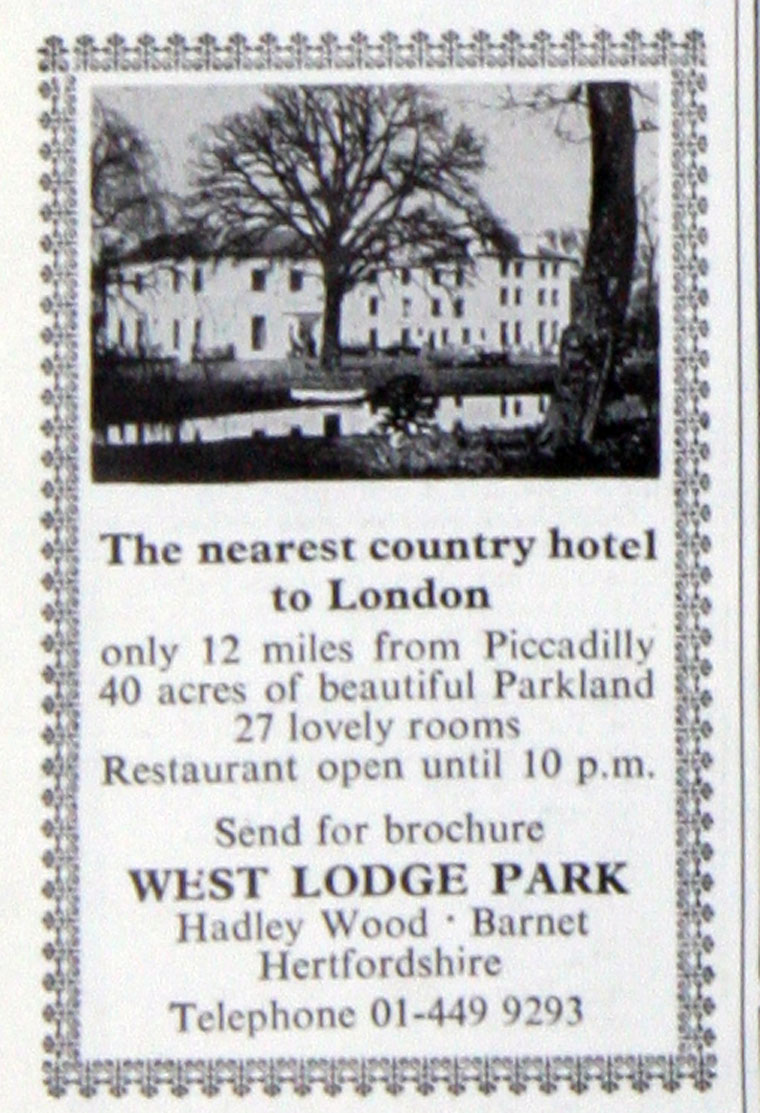 The nearest country hotel
to London
only 12 miles from Piccadilly
40 acres of beautiful Parkland
27 lovely rooms
Restaurant open until 10 p.m.
Send for brochure
WEST LODGE PARK
Hadley Wood · Barnet
Hertfordshire
Telephone 01-449 9293